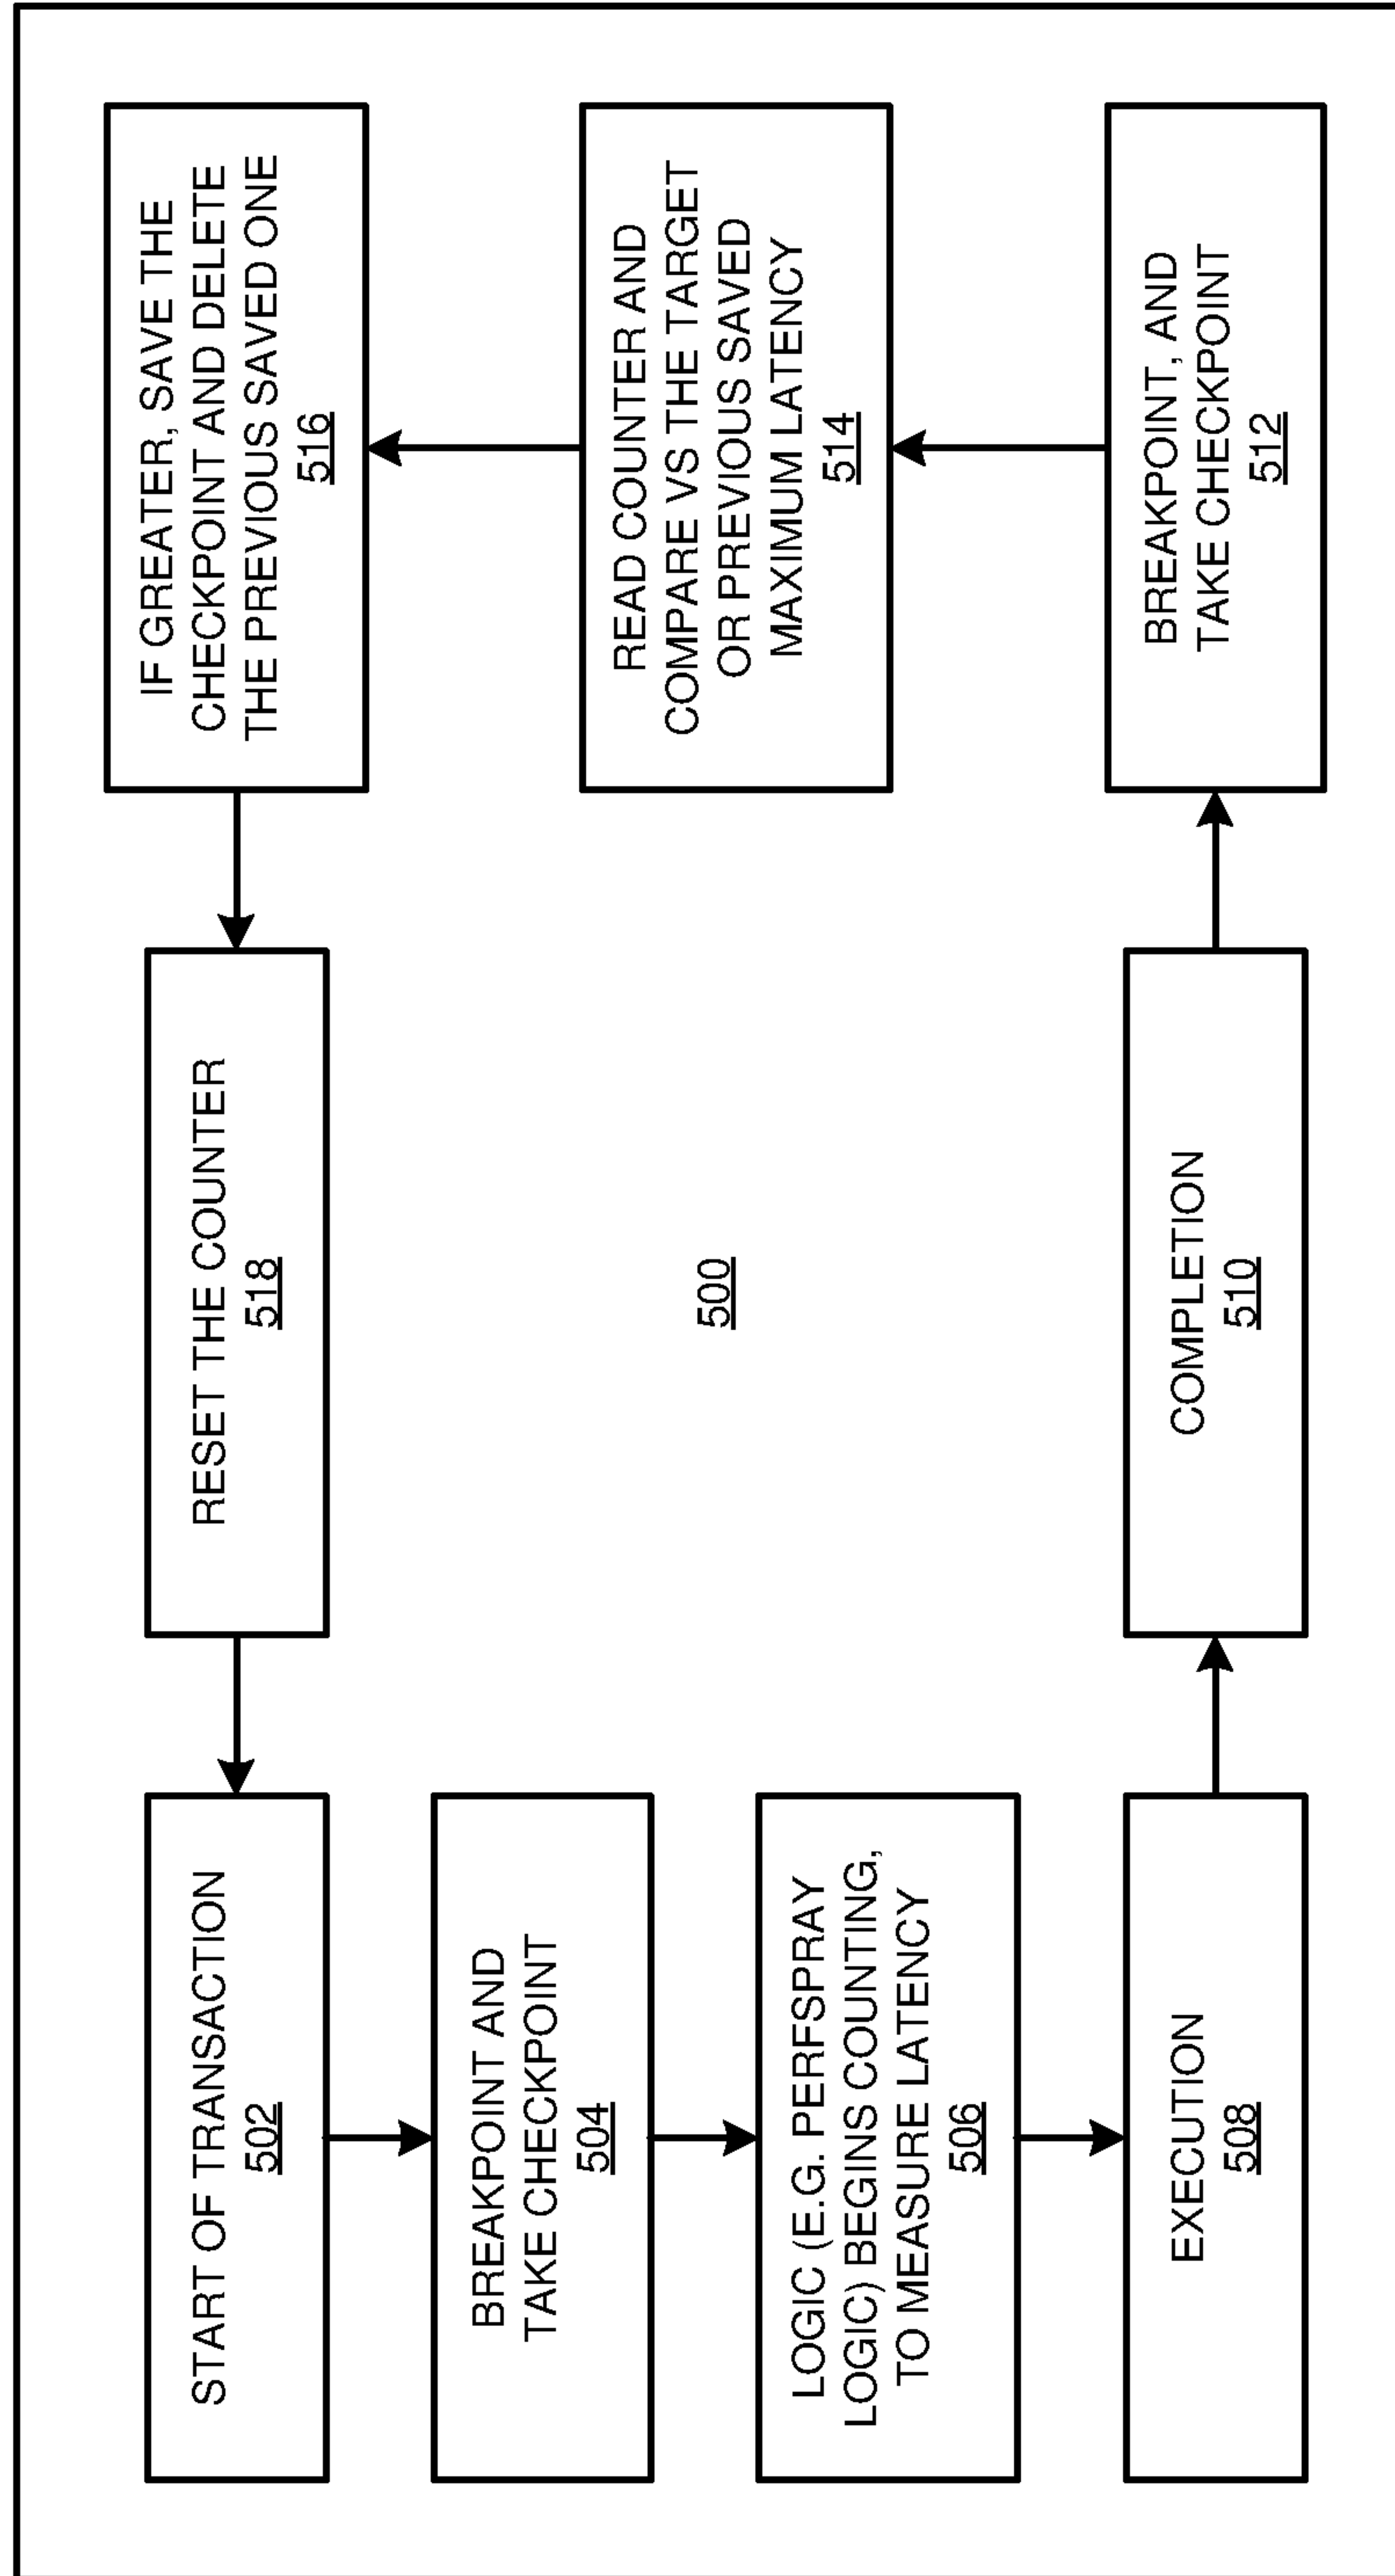 START OF TRANSACTION
502
BREAKPOINT AND
TAKE CHECKPOINT
504
LOGIC (E.G. PERFSPRAY
LOGIC) BEGINS COUNTING,
TO MEASURE LATENCY
506
EXECUTION
508
COMPLETION
510
BREAKPOINT, AND
TAKE CHECKPOINT
512
READ COUNTER AND
COMPARE VS THE TARGET
OR PREVIOUS SAVED
MAXIMUM LATENCY
514
IF GREATER, SAVE THE
CHECKPOINT AND DELETE
THE PREVIOUS SAVED ONE
516
RESET THE COUNTER
518
500